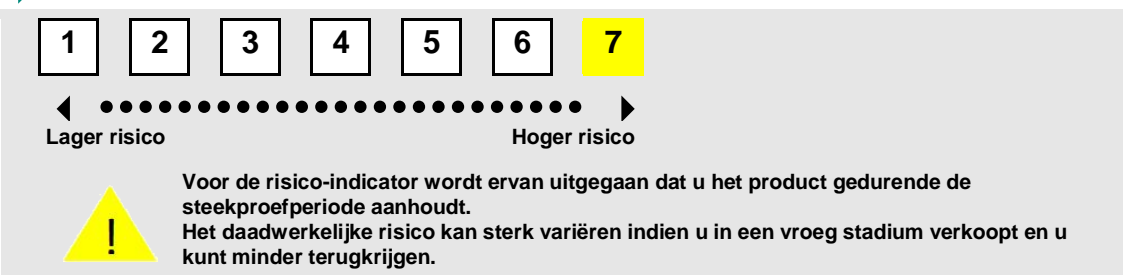 1 2 3 4 5 6 7
Lager risico Hoger risico
!
Voor de risico-indicator wordt ervan uitgegaan dat u het product gedurende de
steekproefperiode aanhoudt.
Het daadwerkelijke risico kan sterk variëren indien u in een vroeg stadium verkoopt en u
kunt minder terugkrijgen.